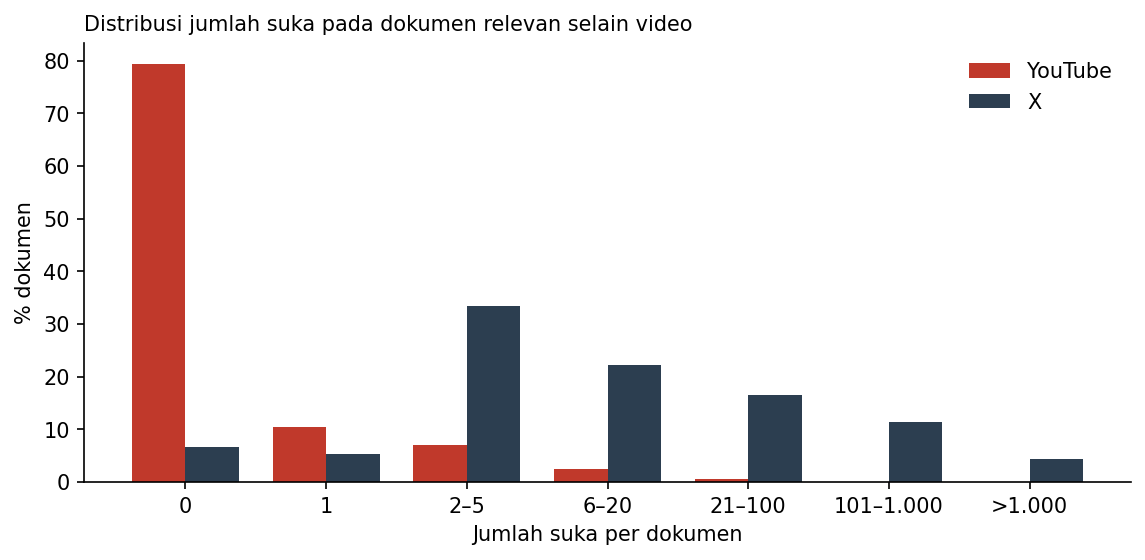 Distribusi jumlah suka pada dokumen relevan selain video
YouTube
X
% dokumen
80
70
60
50
40
30
20
10
0
0 1 2–5 6–20 21–100 101–1.000 >1.000
Jumlah suka per dokumen